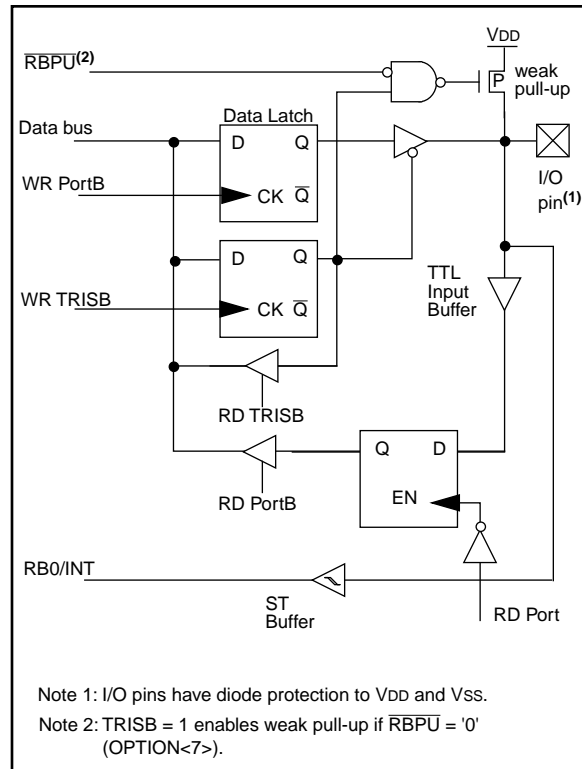 VDD
RBPU(2)
P
weak
pull-up
Data Latch
Data bus
D Q
WR PortB
CK Q
I/O
pin(1)
D Q
TTL
Input
Buffer
WR TRISB
CK Q
RD TRISB
Q D
RD PortB
EN
RB0/INT
ST
Buffer
RD Port
Note 1: I/O pins have diode protection to VDD and VSS.
Note 2: TRISB = 1 enables weak pull-up if RBPU = '0'
(OPTION<7>).